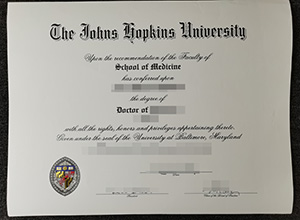 The Johns Hopkins University
Upon the recommendation of the Faculty of
School of Medicine
has conferred upon
the degree of
Doctor of
with all the rights, honors and privileges appertaining thereto.
Given under the seal of the University at Baltimore, Maryland